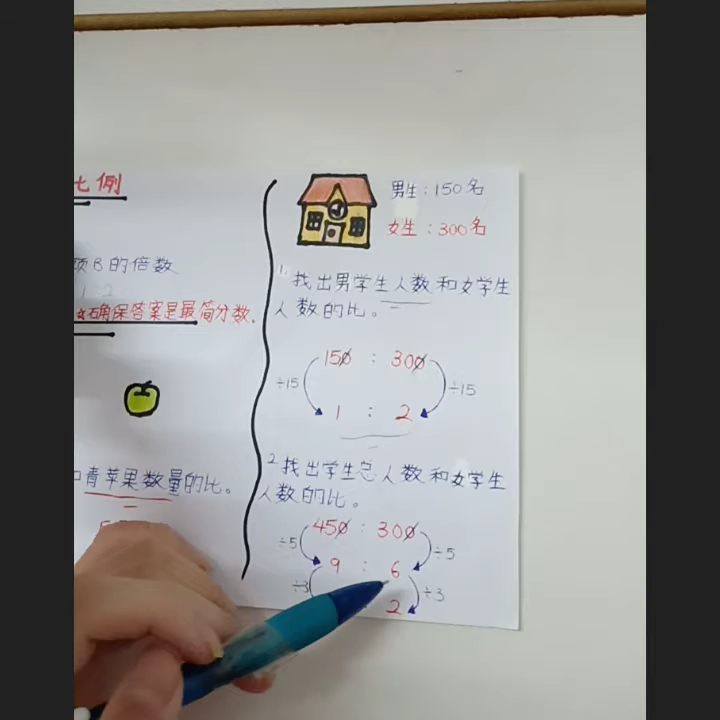 比例
项B的倍数
1:2
☆确保答案是最简分数.
和青苹果数量的比。
男生:150名
女生:300名
1. 找出男学生人数和女学生
人数的比。
150 : 300
÷15 ÷15
1 : 2
2. 找出学生总人数和女学生
人数的比。
450 : 300
÷5 ÷5
9 : 6
÷3 ÷3
2